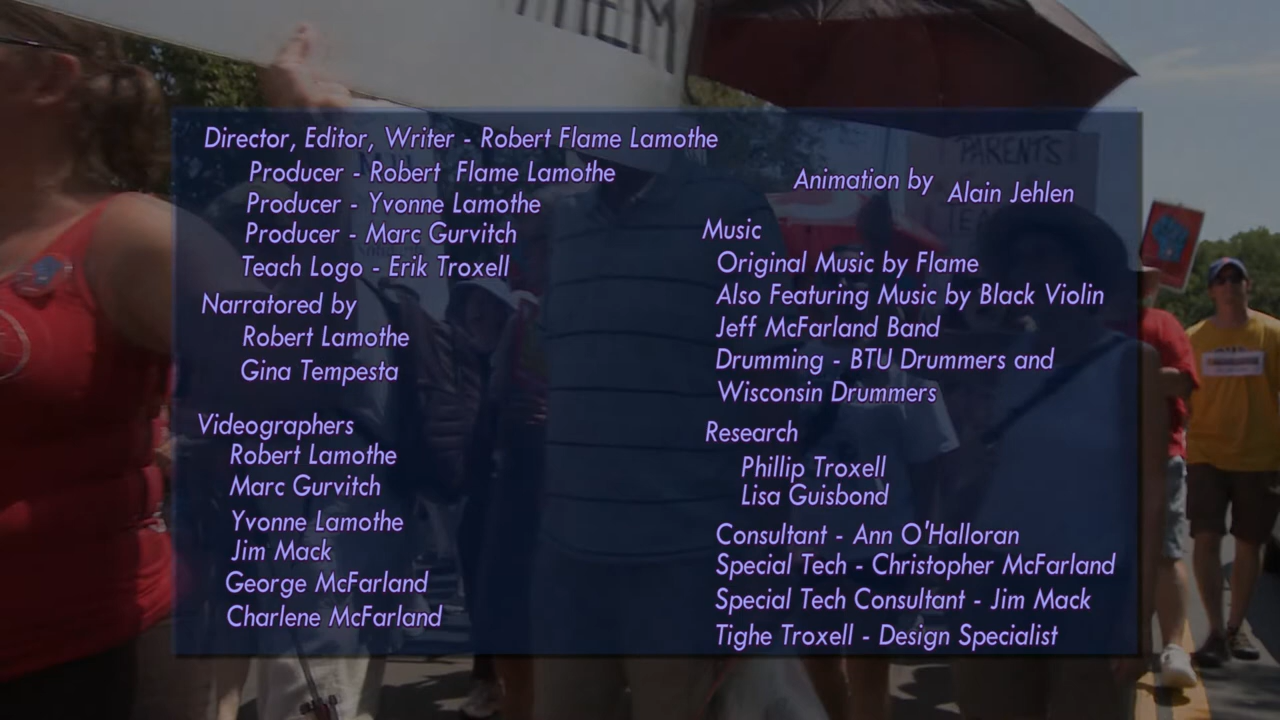 HEM
PARENTS
Director, Editor, Writer - Robert Flame Lamothe
Producer - Robert Flame Lamothe
Producer - Yvonne Lamothe
Producer - Marc Gurvitch
Teach Logo - Erik Troxell
Narratored by
Robert Lamothe
Gina Tempesta
Videographers
Robert Lamothe
Marc Gurvitch
Yvonne Lamothe
Jim Mack
George McFarland
Charlene McFarland
Animation by Alain Jehlen
Music
Original Music by Flame
Also Featuring Music by Black Violin
Jeff McFarland Band
Drumming - BTU Drummers and
Wisconsin Drummers
Research
Phillip Troxell
Lisa Guisbond
Consultant - Ann O'Halloran
Special Tech - Christopher McFarland
Special Tech Consultant - Jim Mack
Tighe Troxell - Design Specialist